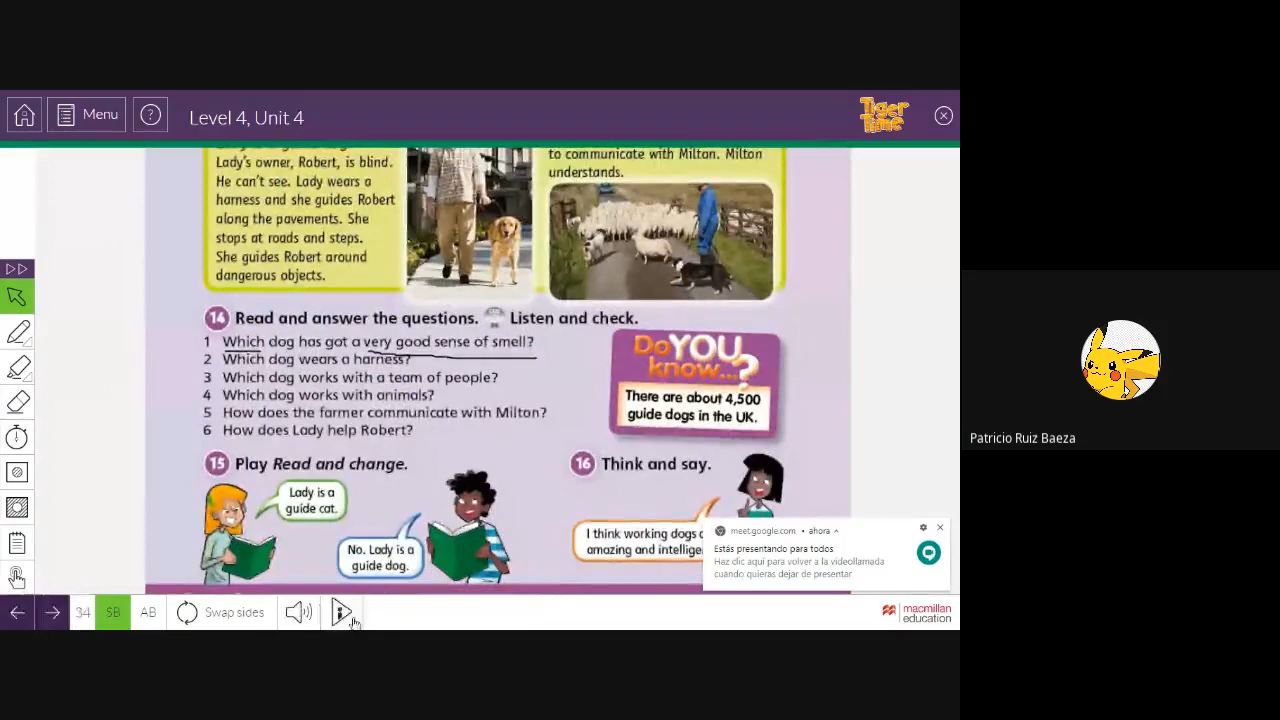 Menu
?
Level 4, Unit 4
Tiger Time
Lady's owner, Robert, is blind.
He can't see. Lady wears a
harness and she guides Robert
along the pavements. She
stops at roads and steps.
She guides Robert around
dangerous objects.
to communicate with Milton. Milton
understands.
14 Read and answer the questions. Listen and check.
1 Which dog has got a very good sense of smell?
2 Which dog wears a harness?
3 Which dog works with a team of people?
4 Which dog works with animals?
5 How does the farmer communicate with Milton?
6 How does Lady help Robert?
Do YOU
know...?
There are about 4,500
guide dogs in the UK.
15 Play Read and change.
Lady is a
guide cat.
No. Lady is a
guide dog.
16 Think and say.
I think working dogs
amazing and intellige
meet.google.com • ahora
Estás presentando para todos
Haz clic aquí para volver a la videollamada
cuando quieras dejar de presentar
34
SB
AB
Swap sides
macmillan
education
Patricio Ruiz Baeza